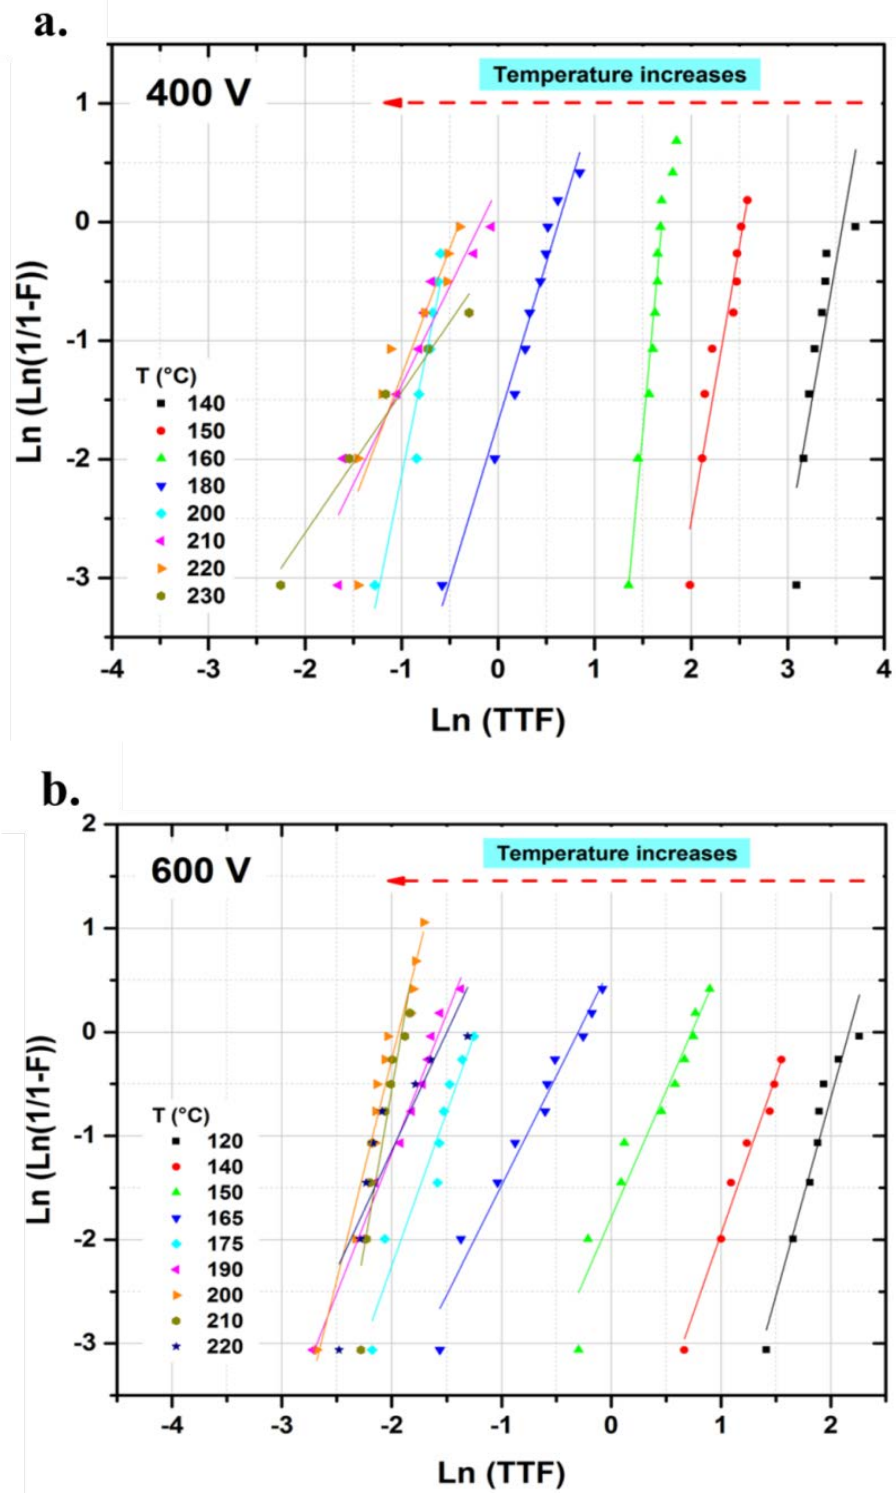 a.
400 V
Temperature increases
1
0
-1
-2
-3
Ln (Ln(1/1-F))
T (°C)
140
150
160
180
200
210
220
230
-4 -3 -2 -1 0 1 2 3 4
Ln (TTF)
b.
600 V
Temperature increases
2
1
0
-1
-2
-3
Ln (Ln(1/1-F))
T (°C)
120
140
150
165
175
190
200
210
220
-4 -3 -2 -1 0 1 2
Ln (TTF)